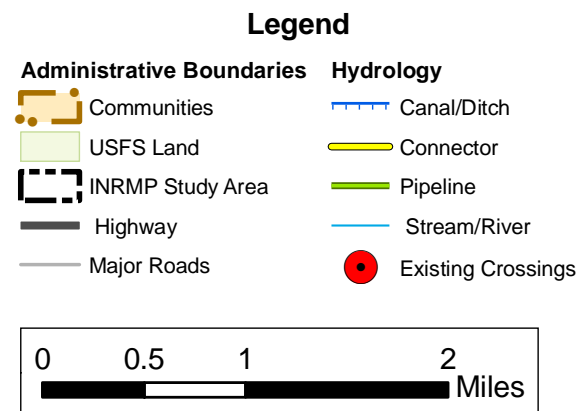 Legend
Administrative Boundaries
Communities
USFS Land
INRMP Study Area
Highway
Major Roads
Hydrology
Canal/Ditch
Connector
Pipeline
Stream/River
Existing Crossings
0 0.5 1 2
Miles